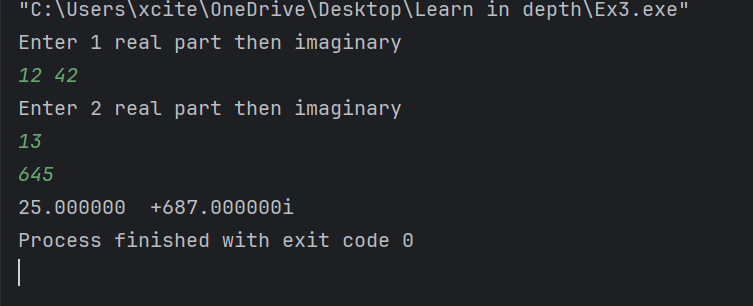 "C:\Users\xcite\OneDrive\Desktop\Learn in depth\Ex3.exe"
Enter 1 real part then imaginary
12 42
Enter 2 real part then imaginary
13
645
25.000000  +687.000000i
Process finished with exit code 0